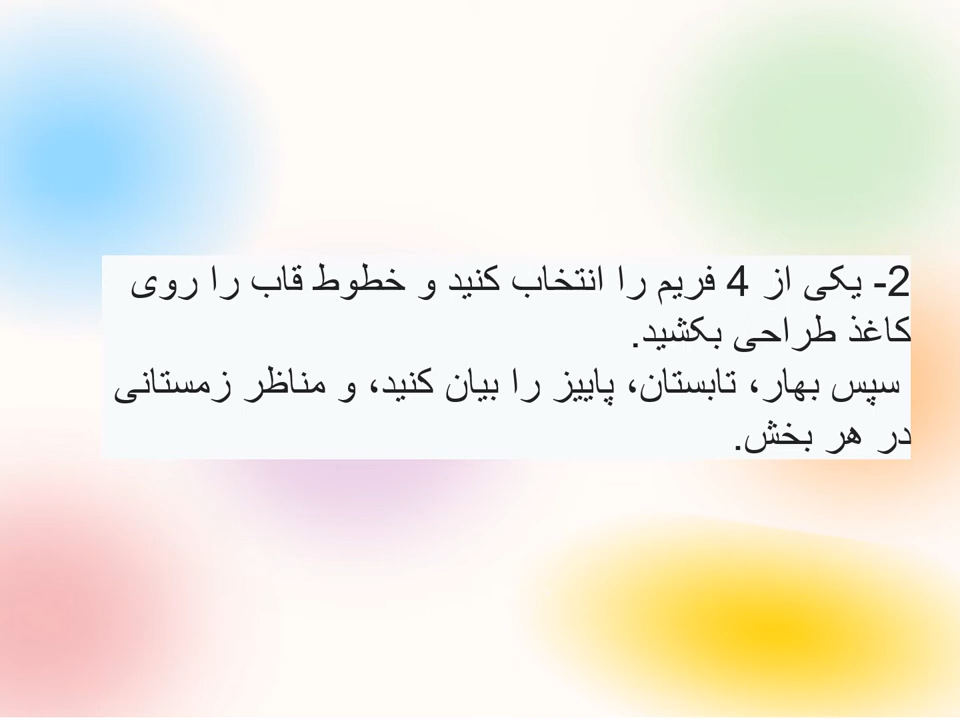 2- یکی از 4 فریم را انتخاب کنید و خطوط قاب را روی
کاغذ طراحی بکشید.
سپس بهار، تابستان، پاییز را بیان کنید، و مناظر زمستانی
در هر بخش.